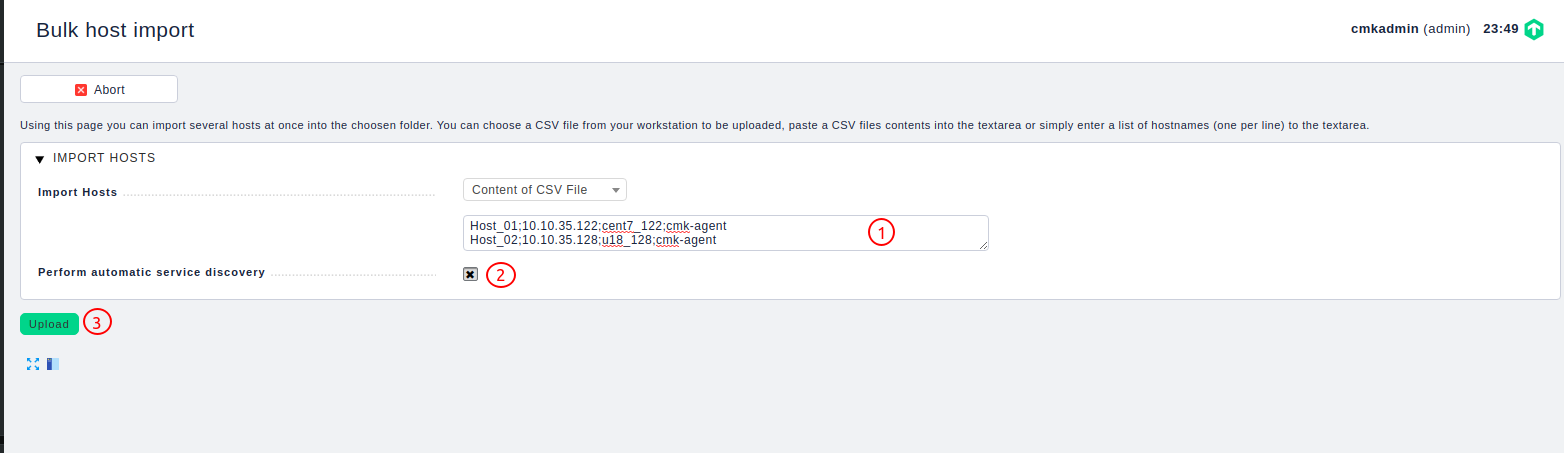 Bulk host import
cmkadmin (admin) 23:49
Abort
Using this page you can import several hosts at once into the choosen folder. You can choose a CSV file from your workstation to be uploaded, paste a CSV files contents into the textarea or simply enter a list of hostnames (one per line) to the textarea.
IMPORT HOSTS
Import Hosts
Content of CSV File
Host_01;10.10.35.122;cent7_122;cmk-agent
Host_02;10.10.35.128;u18_128;cmk-agent
1
Perform automatic service discovery
2
Upload
3